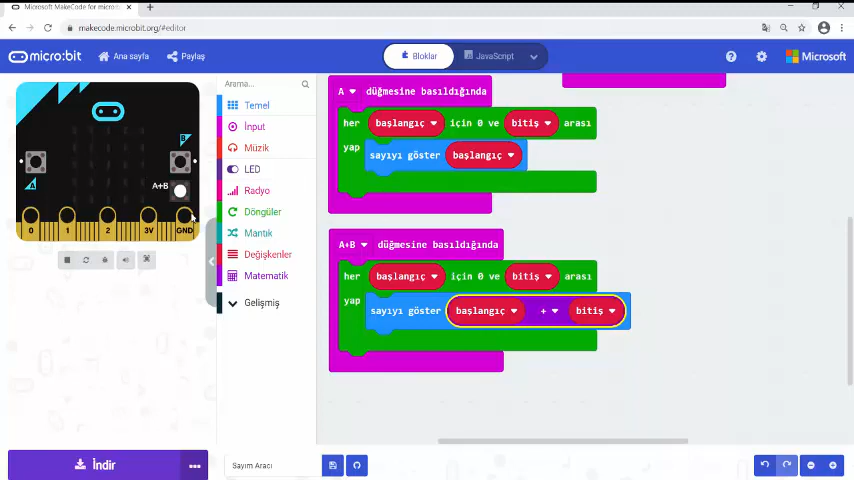 Microsoft MakeCode for micro:bit
makecode.microbit.org/#editor
micro:bit
Ana sayfa
Paylaş
Bloklar
JavaScript
Microsoft
Arama...
Temel
Input
Müzik
LED
Radyo
Döngüler
Mantık
Değişkenler
Matematik
Gelişmiş
B
A+B
A
0 1 2 3V GND
A düğmesine basıldığında
her başlangıç için 0 ve bitiş arası
yap sayıyı göster başlangıç
A+B düğmesine basıldığında
her başlangıç için 0 ve bitiş arası
yap sayıyı göster başlangıç + bitiş
İndir
Sayım Aracı